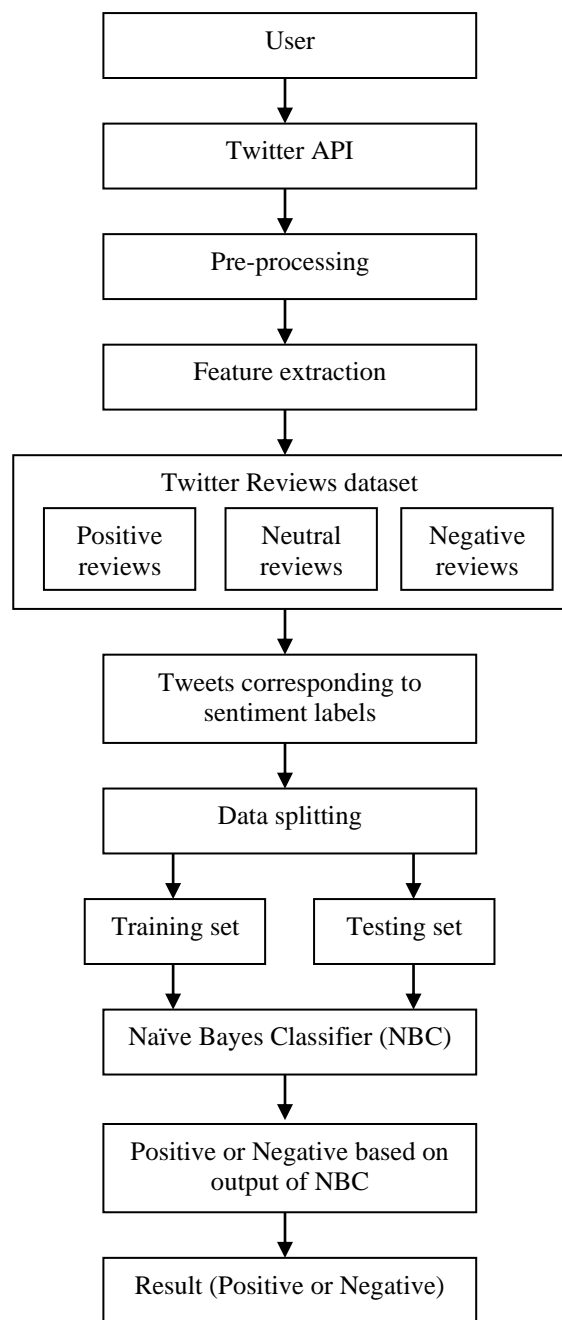 User
Twitter API
Pre-processing
Feature extraction
Twitter Reviews dataset
Positive
reviews
Neutral
reviews
Negative
reviews
Tweets corresponding to
sentiment labels
Data splitting
Training set
Testing set
Naïve Bayes Classifier (NBC)
Positive or Negative based on
output of NBC
Result (Positive or Negative)